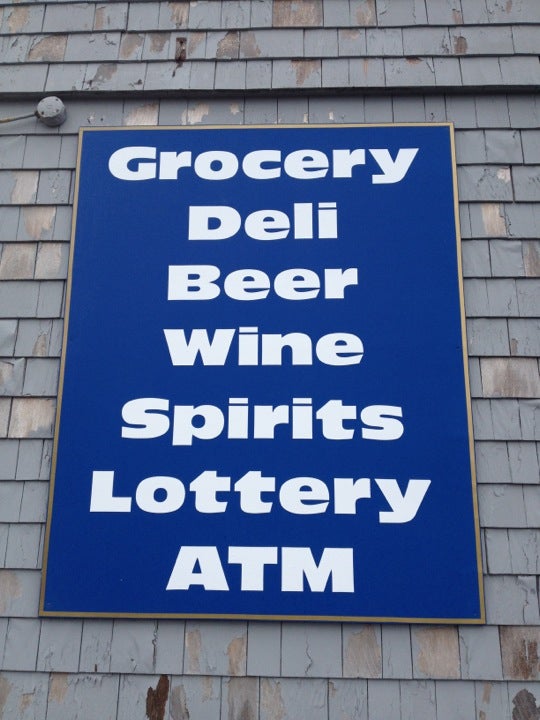 Grocery
Deli
Beer
Wine
Spirits
Lottery
ATM